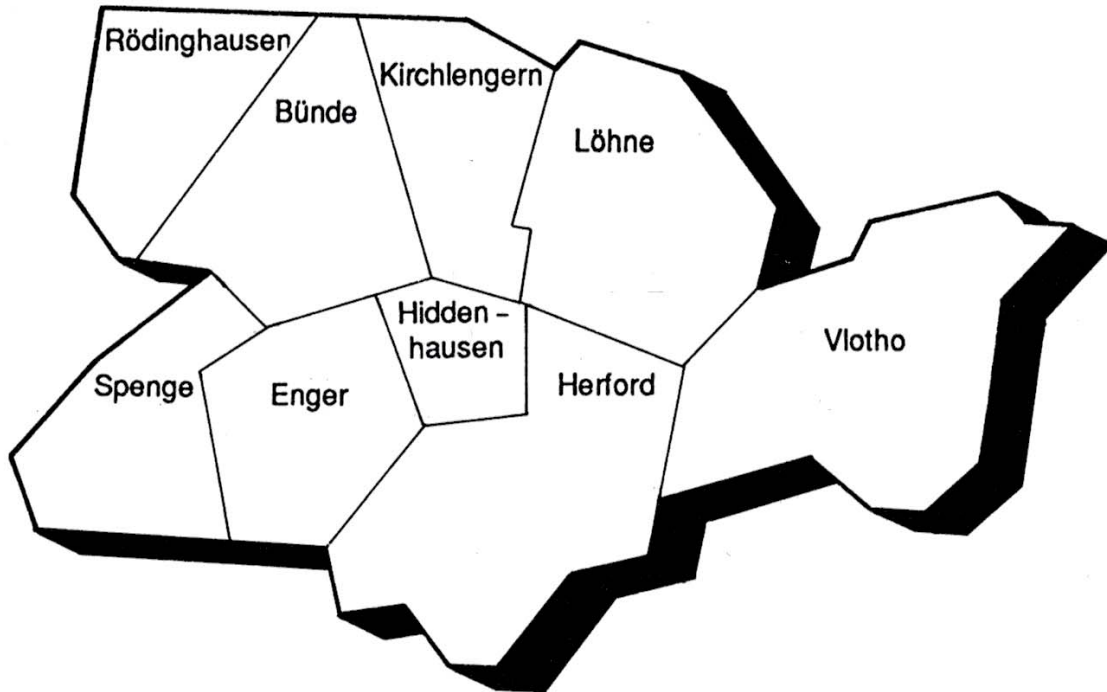 Rödinghausen
Kirchlengern
Bünde
Löhne
Hidden –
hausen
Vlotho
Spenge
Enger
Herford